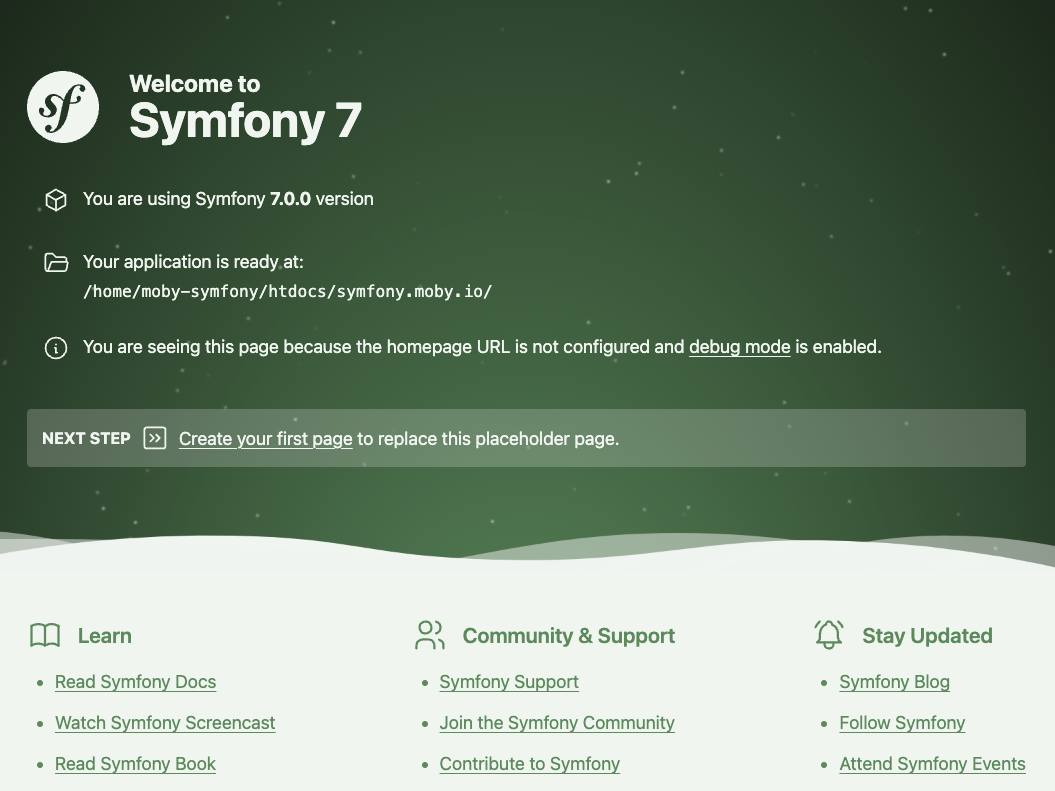 sf
Welcome to
Symfony 7
You are using Symfony 7.0.0 version
Your application is ready at:
/home/moby-symfony/htdocs/symfony.moby.io/
You are seeing this page because the homepage URL is not configured and debug mode is enabled.
NEXT STEP Create your first page to replace this placeholder page.
Learn
Read Symfony Docs
Watch Symfony Screencast
Read Symfony Book
Community & Support
Symfony Support
Join the Symfony Community
Contribute to Symfony
Stay Updated
Symfony Blog
Follow Symfony
Attend Symfony Events